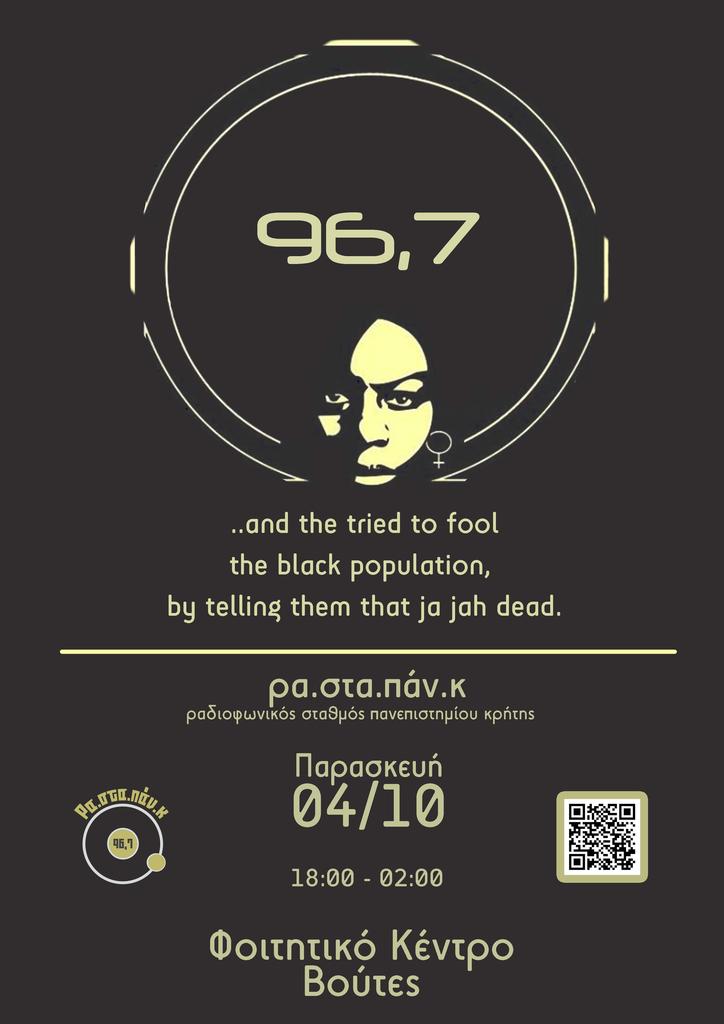 96,7
..and the tried to fool
the black population,
by telling them that ja jah dead.
ρα.στα.πάν.κ
ραδιοφωνικός σταθμός πανεπιστημίου κρήτης
Παρασκευή
04/10
18:00 - 02:00
Ρα.στα.πάν.κ
96,7
Φοιτητικό Κέντρο
Βούτες